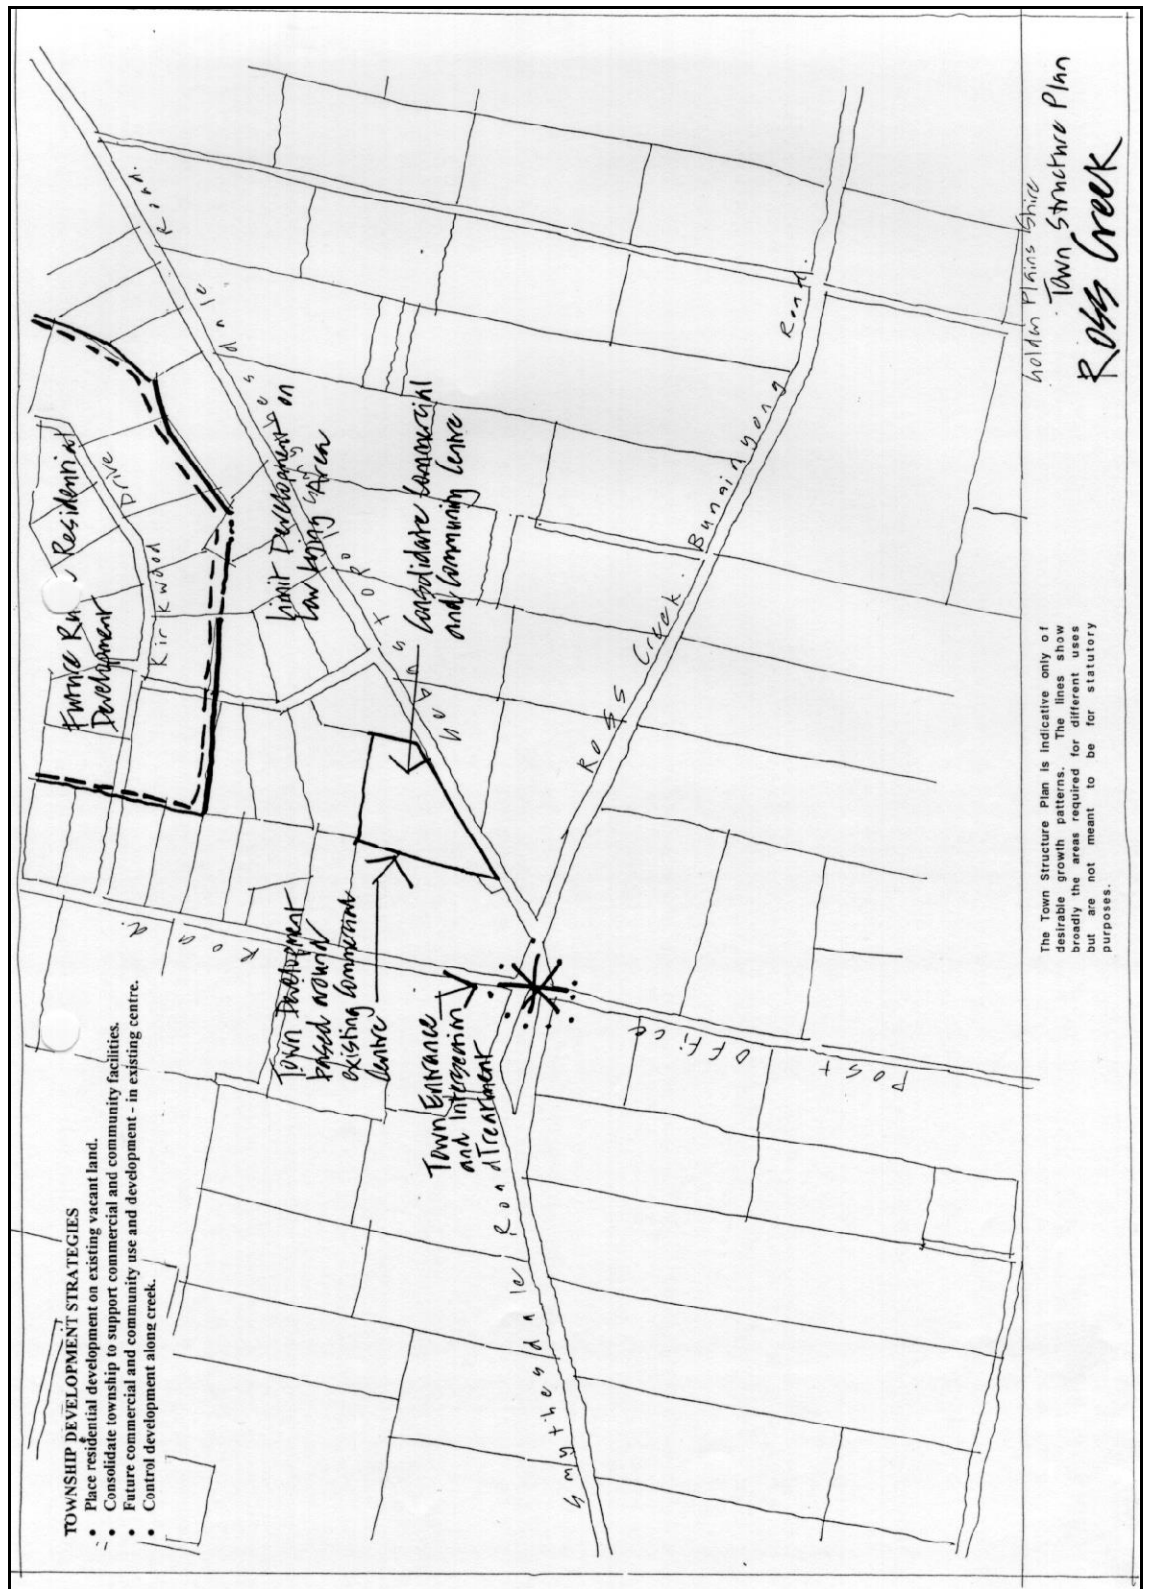 TOWNSHIP DEVELOPMENT STRATEGIES
• Place residential development on existing vacant land.
• Consolidate township to support commercial and community facilities.
• Future commercial and community use and development - in existing centre.
• Control development along creek.
Future Ru Residential
Development
Kirkwood Drive
Road.
Town Development
based around
existing Commercial
Centre
Town Entrance
and Intersection
Treatment
Limit Development on
Low Lying Area
Consolidate Commercial
and Community Centre
Sebastopol Smythesdale Road.
Smythesdale Road
Post Office
Ross Creek Buninyong Road.
The Town Structure Plan is indicative only of
desirable growth patterns. The lines show
broadly the areas required for different uses
but are not meant to be for statutory
purposes.
Golden Plains Shire
Town Structure Plan
Ross Creek